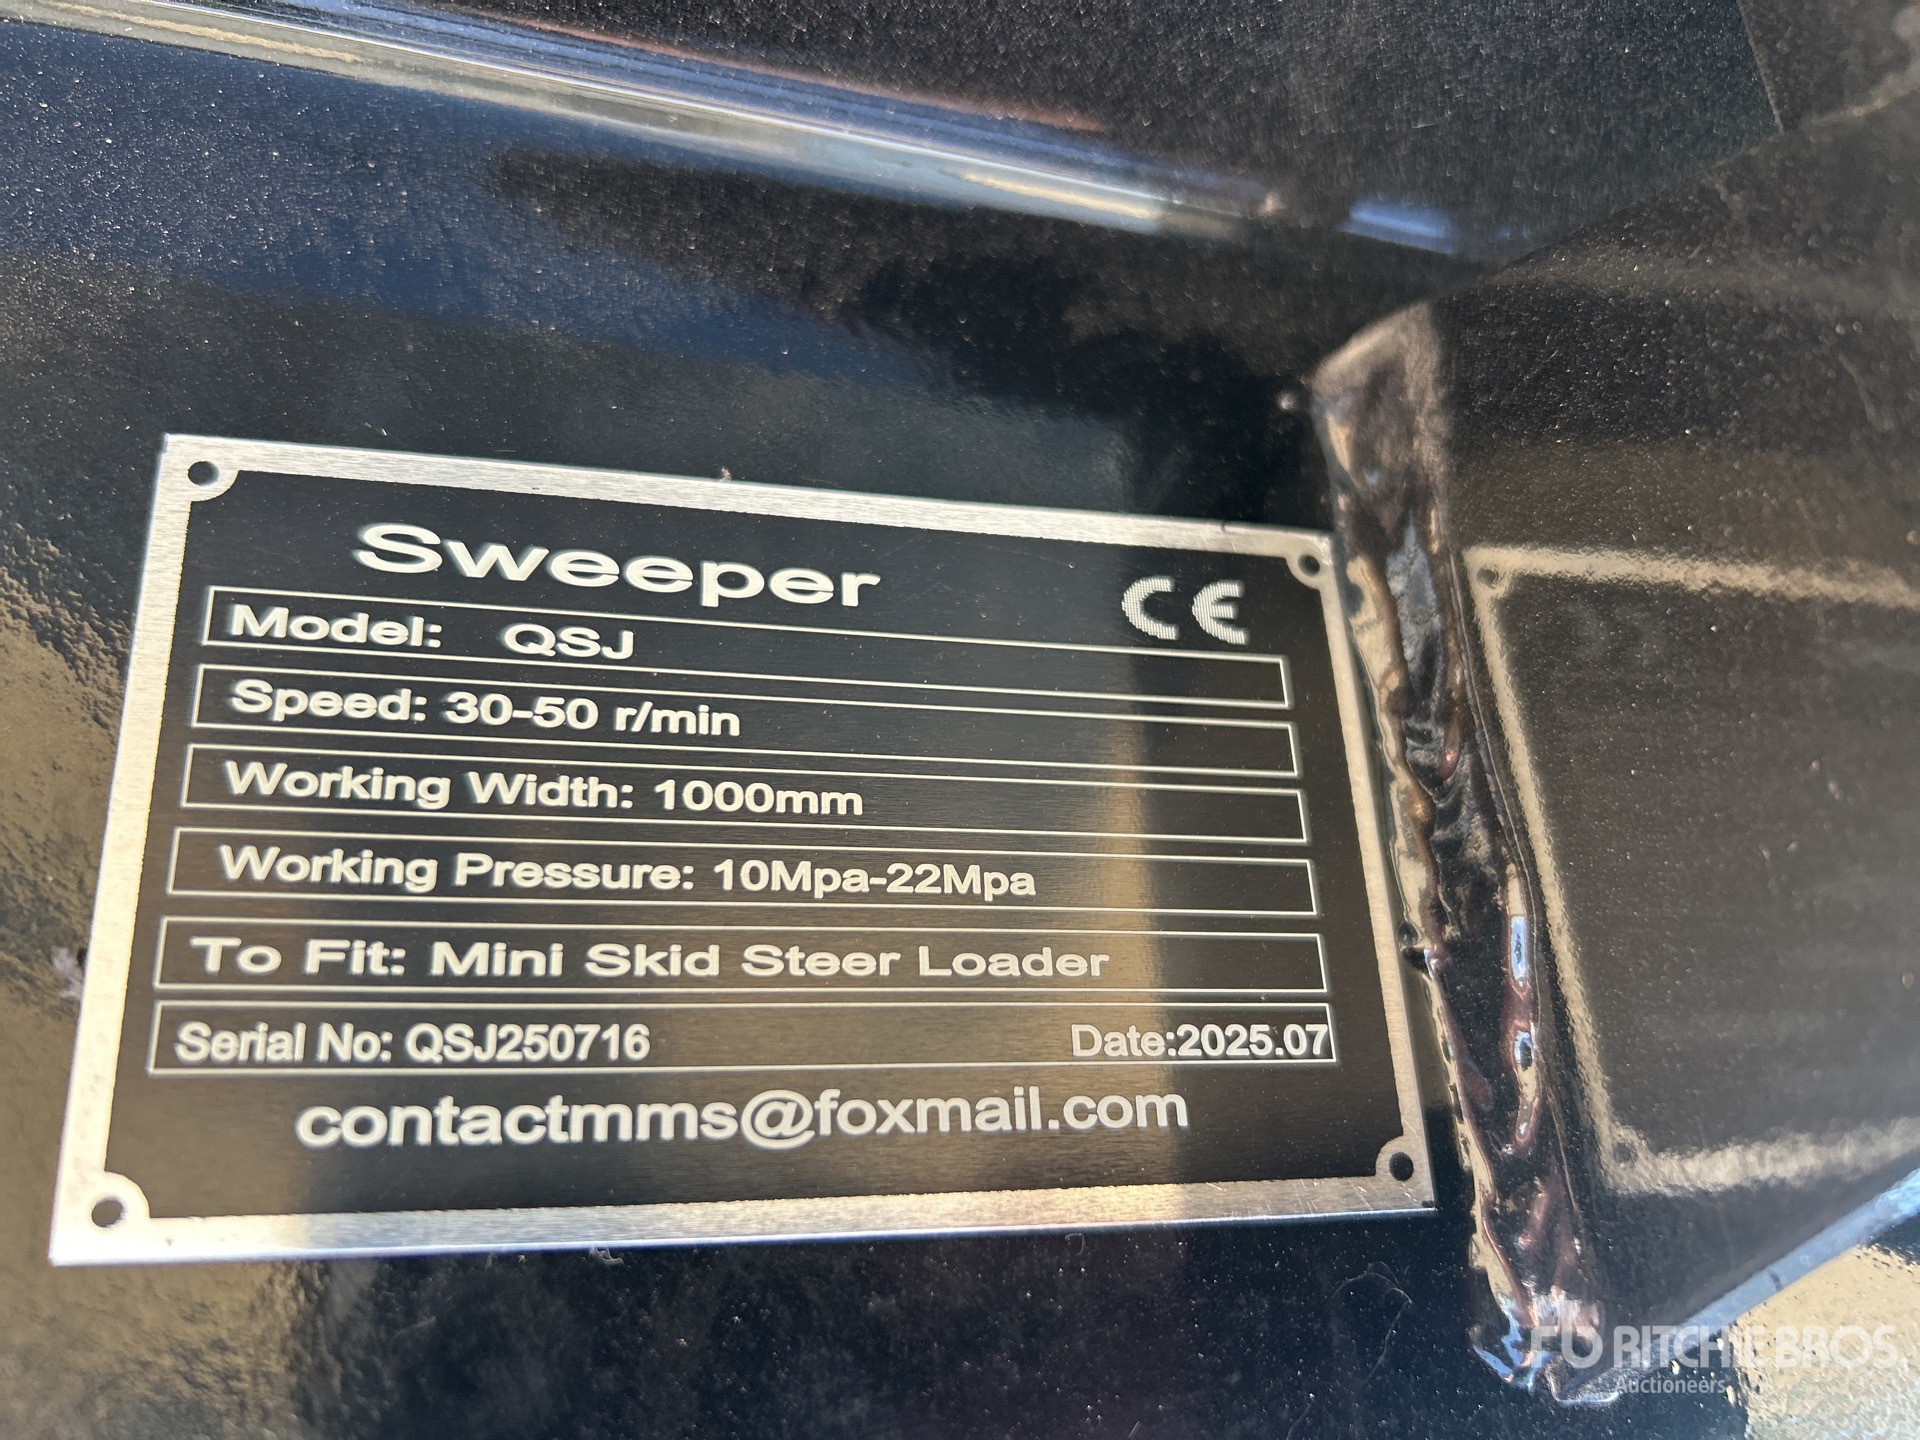 Sweeper
CE
Model: QSJ
Speed: 30-50 r/min
Working Width: 1000mm
Working Pressure: 10Mpa-22Mpa
To Fit: Mini Skid Steer Loader
Serial No: QSJ250716 Date:2025.07
contactmms@foxmail.com
RITCHIE BROS.
Auctioneers